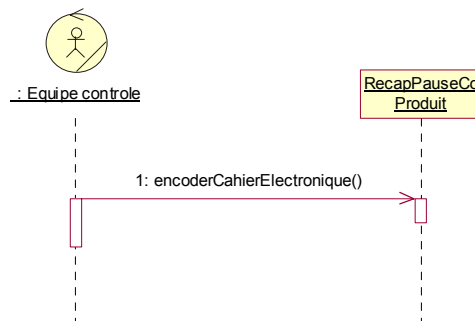 : Equipe controle
RecapPauseCo
Produit
1: encoderCahierElectronique()